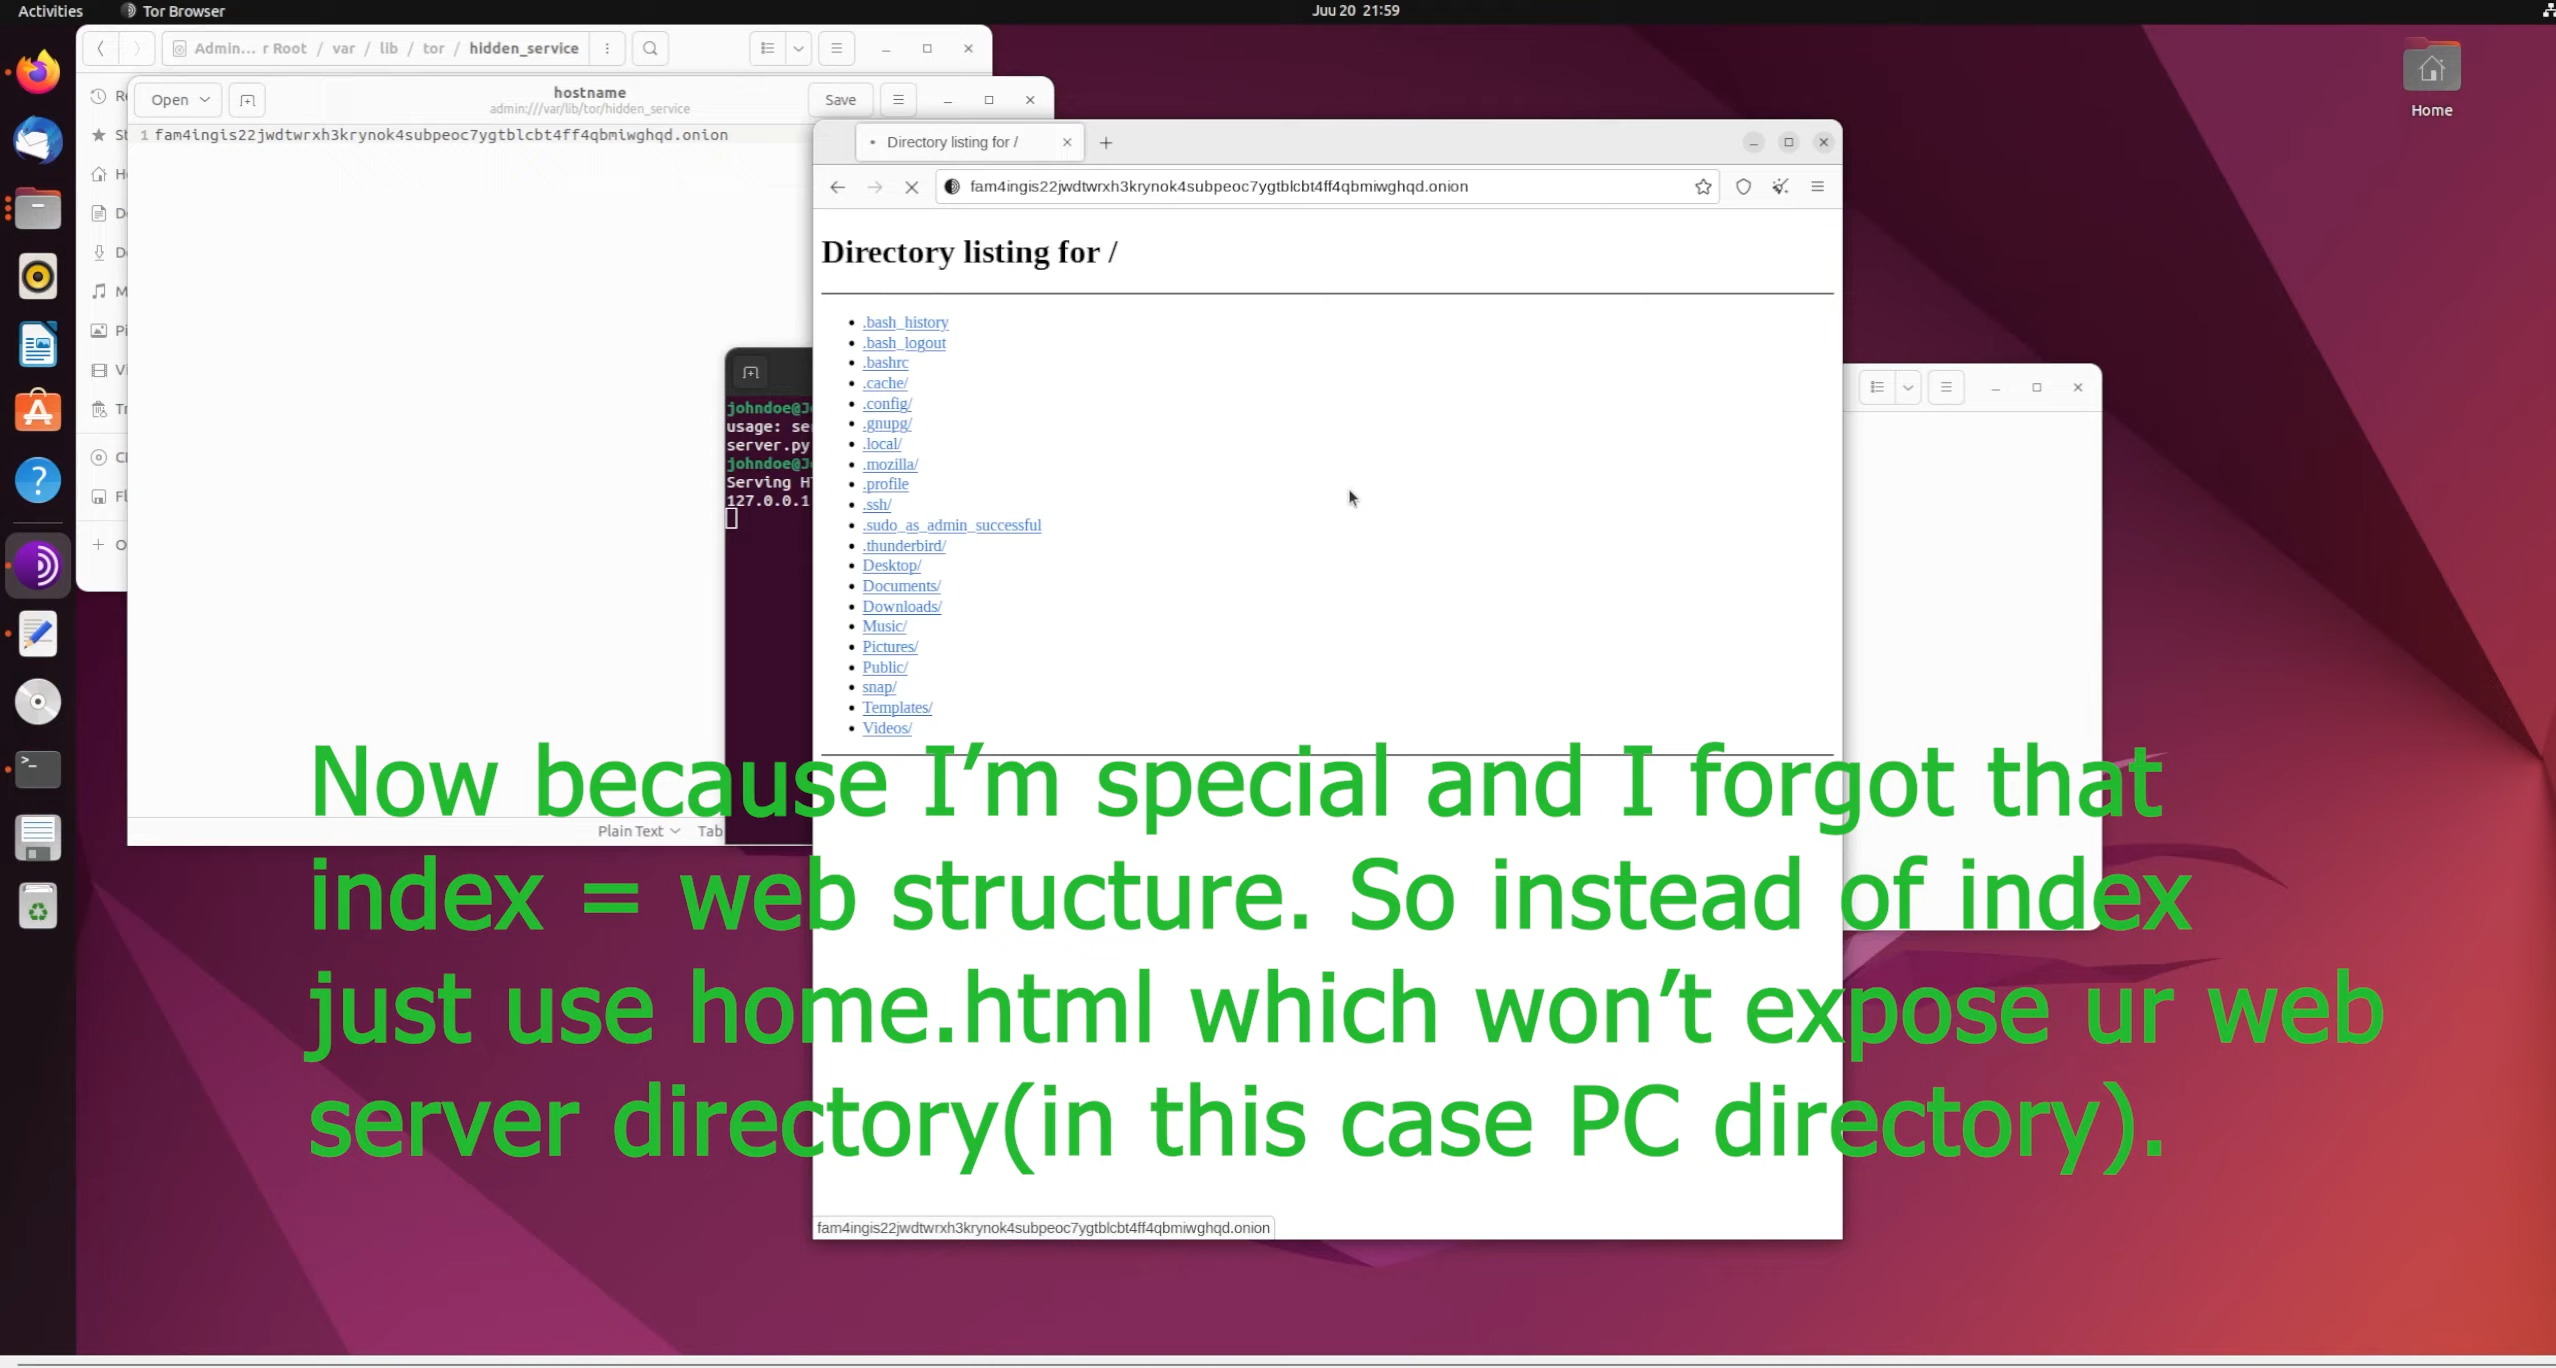 Activities Tor Browser Juu 20 21:59
Admin... r Root / var / lib / tor / hidden_service
Home
Open hostname Save
admin:///var/lib/tor/hidden_service
1 fam4ingis22jwdtwrxh3krynok4subpeoc7ygtblcbt4ff4qbmiwghqd.onion
Directory listing for /
fam4ingis22jwdtwrxh3krynok4subpeoc7ygtblcbt4ff4qbmiwghqd.onion
Directory listing for /
.bash_history
.bash_logout
.bashrc
.cache/
.config/
.gnupg/
.local/
.mozilla/
.profile
.ssh/
.sudo_as_admin_successful
.thunderbird/
Desktop/
Documents/
Downloads/
Music/
Pictures/
Public/
snap/
Templates/
Videos/
johndoe@J
usage: se
server.py
johndoe@J
Serving H
127.0.0.1
Plain Text Tab
Now because I'm special and I forgot that
index = web structure. So instead of index
just use home.html which won't expose ur web
server directory(in this case PC directory).
fam4ingis22jwdtwrxh3krynok4subpeoc7ygtblcbt4ff4qbmiwghqd.onion